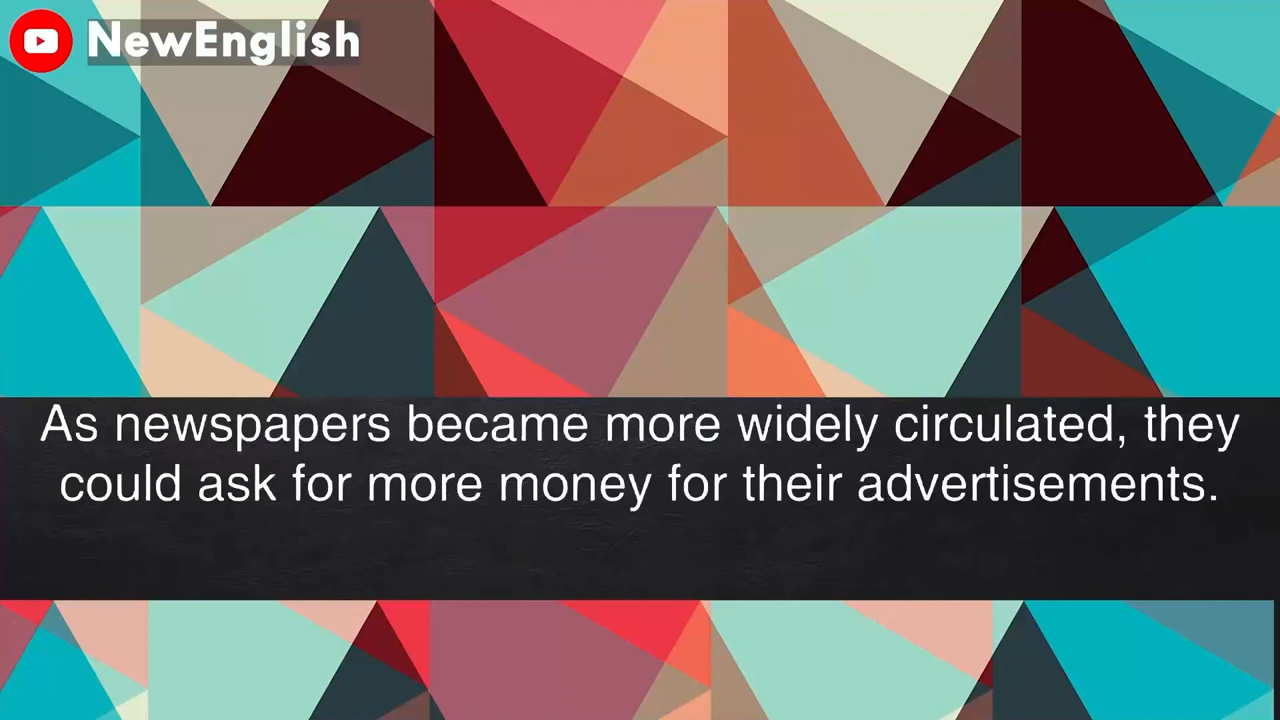 NewEnglish
As newspapers became more widely circulated, they
could ask for more money for their advertisements.